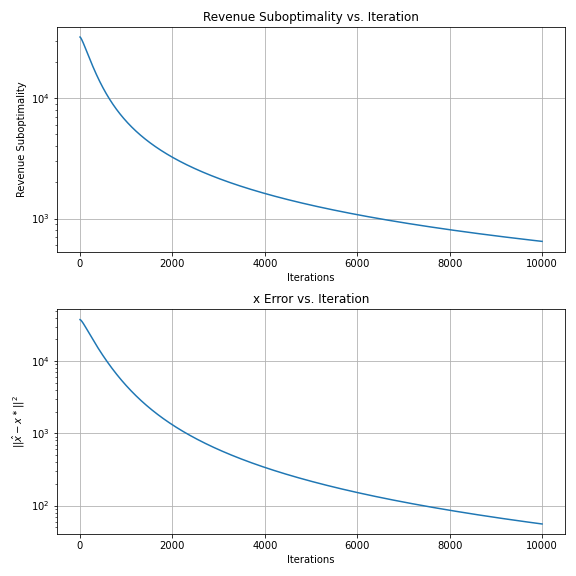 Revenue Suboptimality vs. Iteration
Revenue Suboptimality
10^4
10^3
0 2000 4000 6000 8000 10000
Iterations
x Error vs. Iteration
||x̂ − x*||^2
10^4
10^3
10^2
0 2000 4000 6000 8000 10000
Iterations